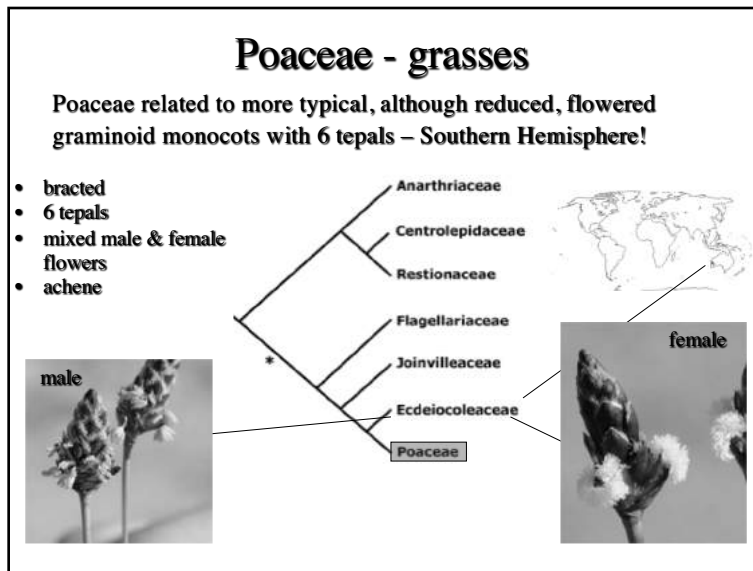 Poaceae - grasses
Poaceae related to more typical, although reduced, flowered
graminoid monocots with 6 tepals – Southern Hemisphere!
• bracted
• 6 tepals
• mixed male & female
flowers
• achene
Anarthriaceae
Centrolepidaceae
Restionaceae
Flagellariaceae
*
Joinvilleaceae
Ecdeiocoleaceae
Poaceae
male
female